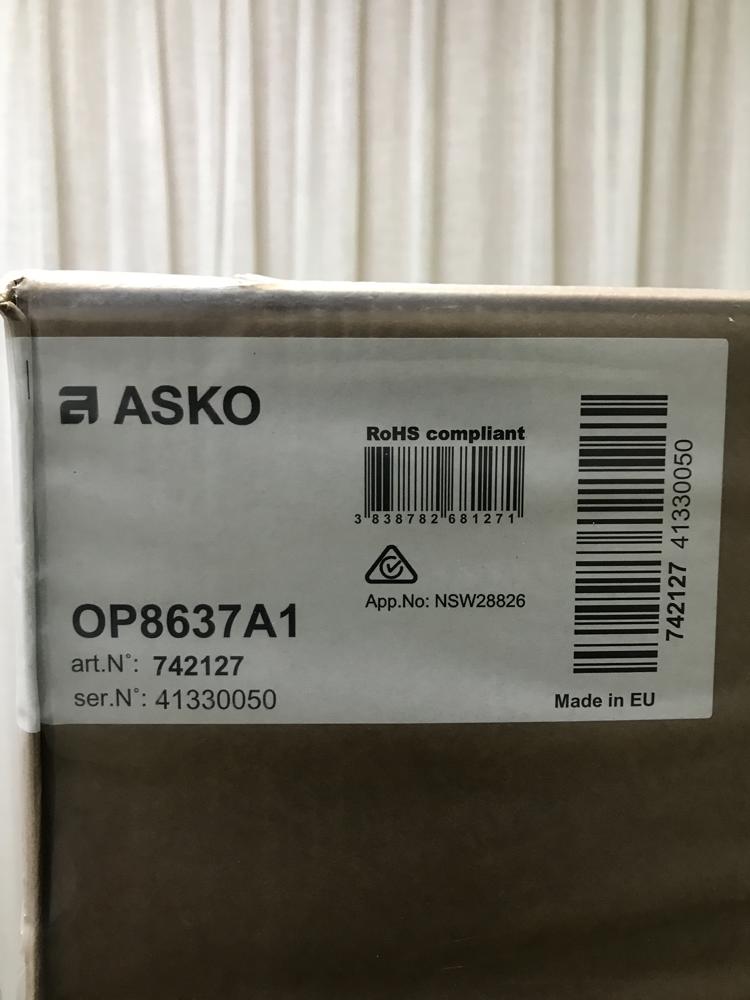 ASKO
RoHS compliant
3 838782 681271
App.No: NSW28826
OP8637A1
art.N°: 742127
ser.N°: 41330050
742127 41330050
Made in EU